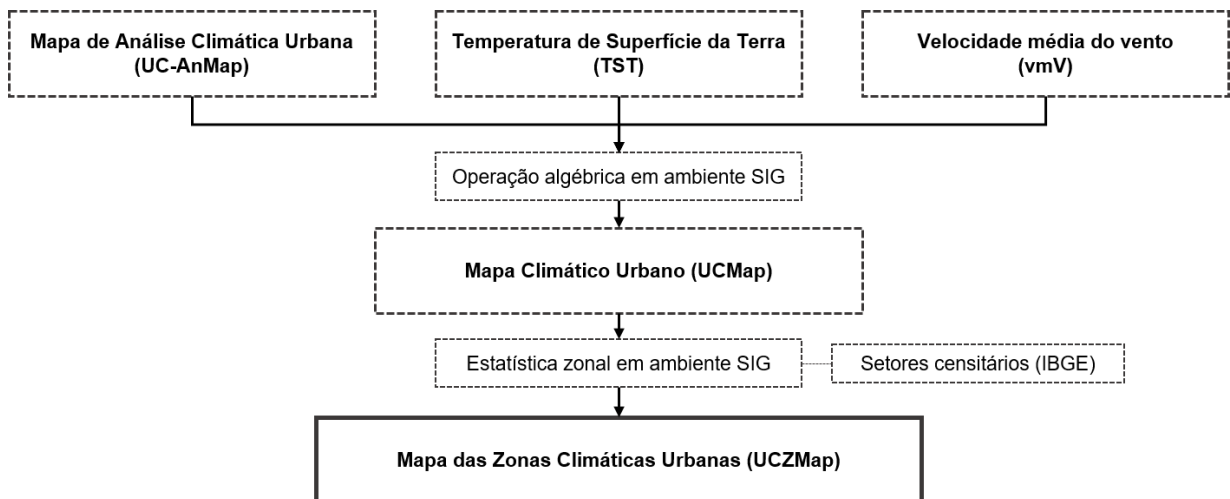 Mapa de Análise Climática Urbana
(UC-AnMap)
Temperatura de Superfície da Terra
(TST)
Velocidade média do vento
(vmV)
Operação algébrica em ambiente SIG
Mapa Climático Urbano (UCMap)
Estatística zonal em ambiente SIG
Setores censitários (IBGE)
Mapa das Zonas Climáticas Urbanas (UCZMap)